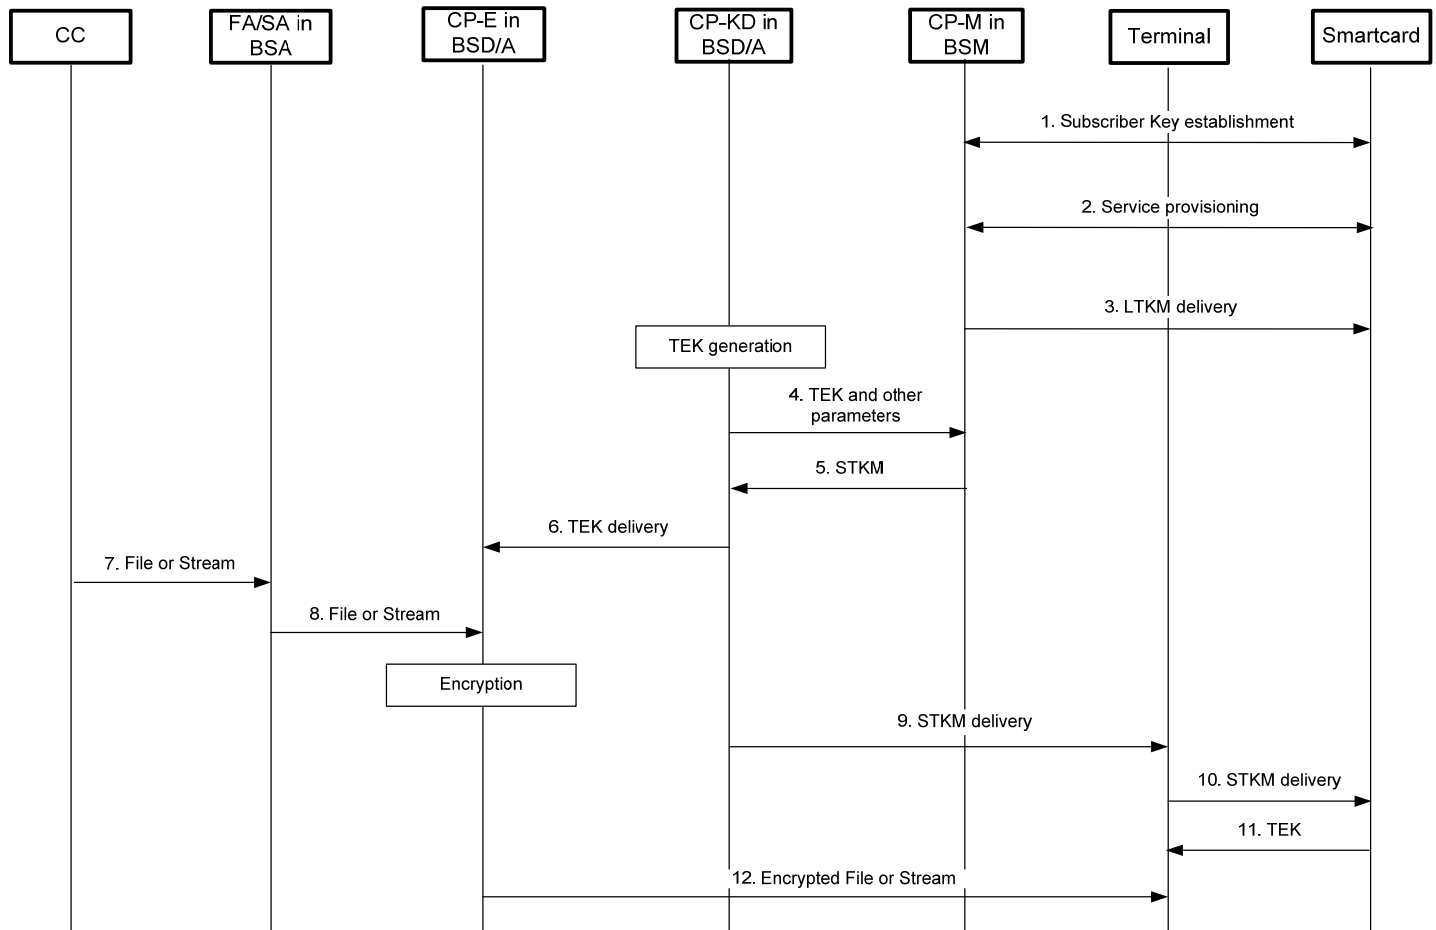 CC
FA/SA in
BSA
CP-E in
BSD/A
CP-KD in
BSD/A
CP-M in
BSM
Terminal
Smartcard
1. Subscriber Key establishment
2. Service provisioning
3. LTKM delivery
TEK generation
4. TEK and other
parameters
5. STKM
6. TEK delivery
7. File or Stream
8. File or Stream
Encryption
9. STKM delivery
10. STKM delivery
11. TEK
12. Encrypted File or Stream